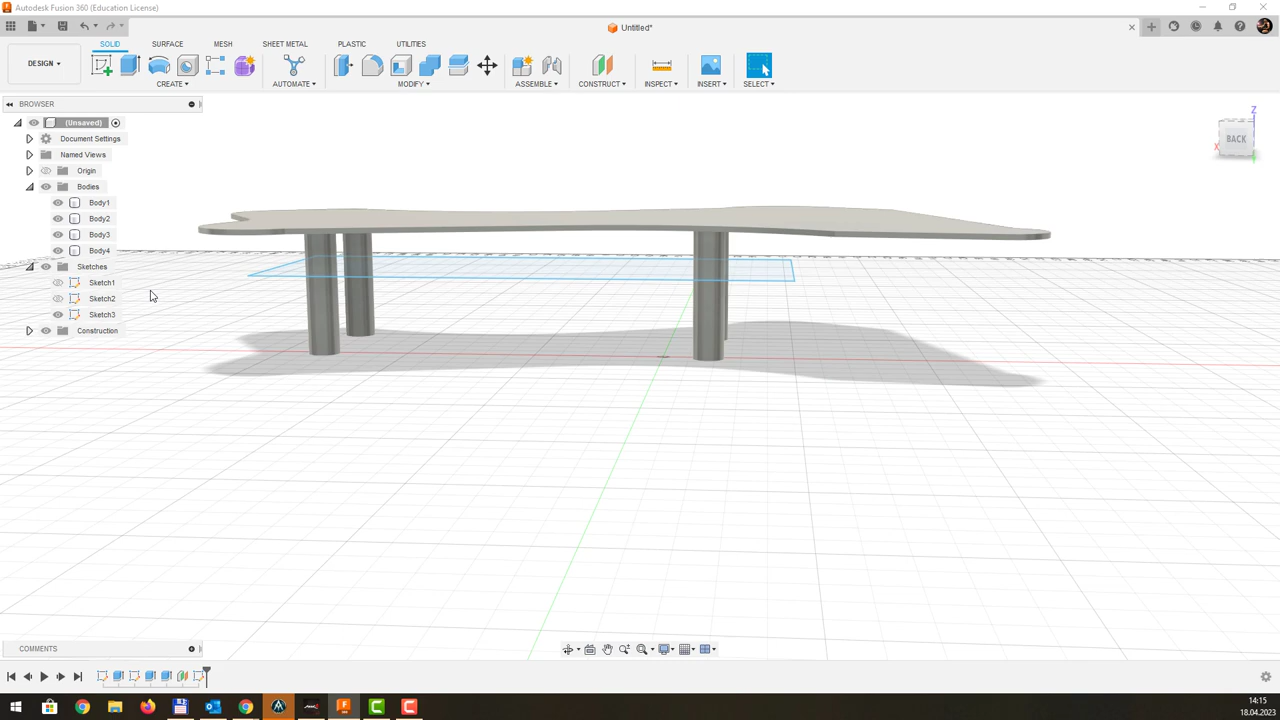 Autodesk Fusion 360 (Education License)
Untitled*
SOLID SURFACE MESH SHEET METAL PLASTIC UTILITIES
DESIGN
CREATE AUTOMATE MODIFY ASSEMBLE CONSTRUCT INSPECT INSERT SELECT
BROWSER
(Unsaved)
Document Settings
Named Views
Origin
Bodies
Body1
Body2
Body3
Body4
Sketches
Sketch1
Sketch2
Sketch3
Construction
Z
X
BACK
COMMENTS
14:15
18.04.2023